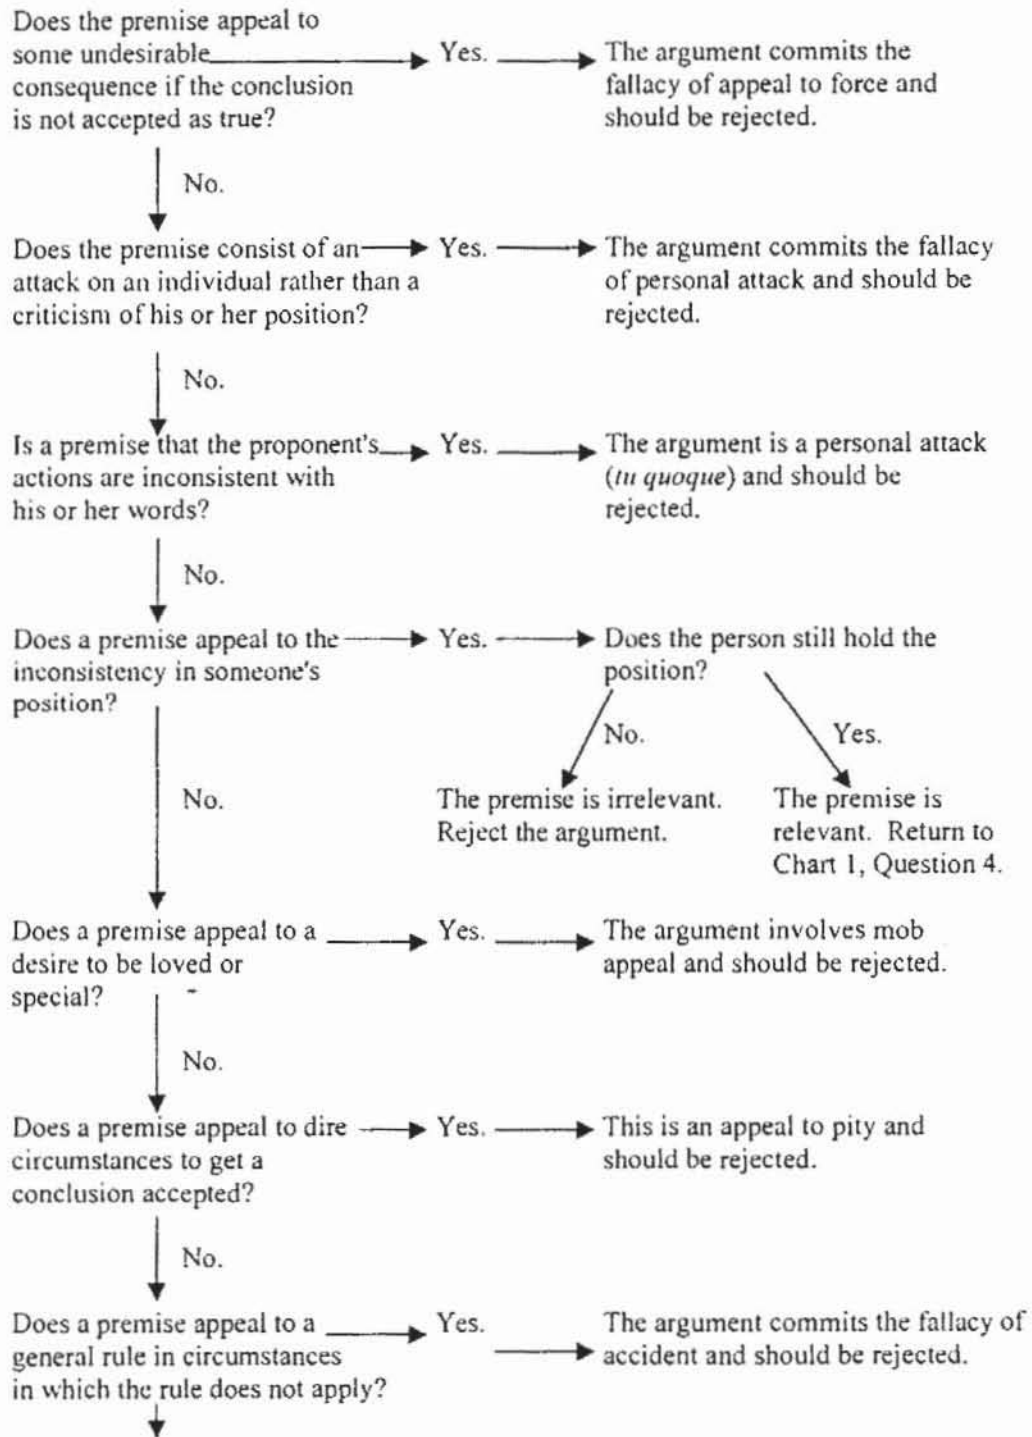 Does the premise appeal to
some undesirable
consequence if the conclusion
is not accepted as true?
Yes.
The argument commits the
fallacy of appeal to force and
should be rejected.
No.
Does the premise consist of an
attack on an individual rather than a
criticism of his or her position?
Yes.
The argument commits the fallacy
of personal attack and should be
rejected.
No.
Is a premise that the proponent's
actions are inconsistent with
his or her words?
Yes.
The argument is a personal attack
(tu quoque) and should be
rejected.
No.
Does a premise appeal to the
inconsistency in someone's
position?
Yes.
Does the person still hold the
position?
No.
Yes.
No.
The premise is irrelevant.
Reject the argument.
The premise is
relevant. Return to
Chart 1, Question 4.
Does a premise appeal to a
desire to be loved or
special?
Yes.
The argument involves mob
appeal and should be rejected.
No.
Does a premise appeal to dire
circumstances to get a
conclusion accepted?
Yes.
This is an appeal to pity and
should be rejected.
No.
Does a premise appeal to a
general rule in circumstances
in which the rule does not apply?
Yes.
The argument commits the fallacy of
accident and should be rejected.